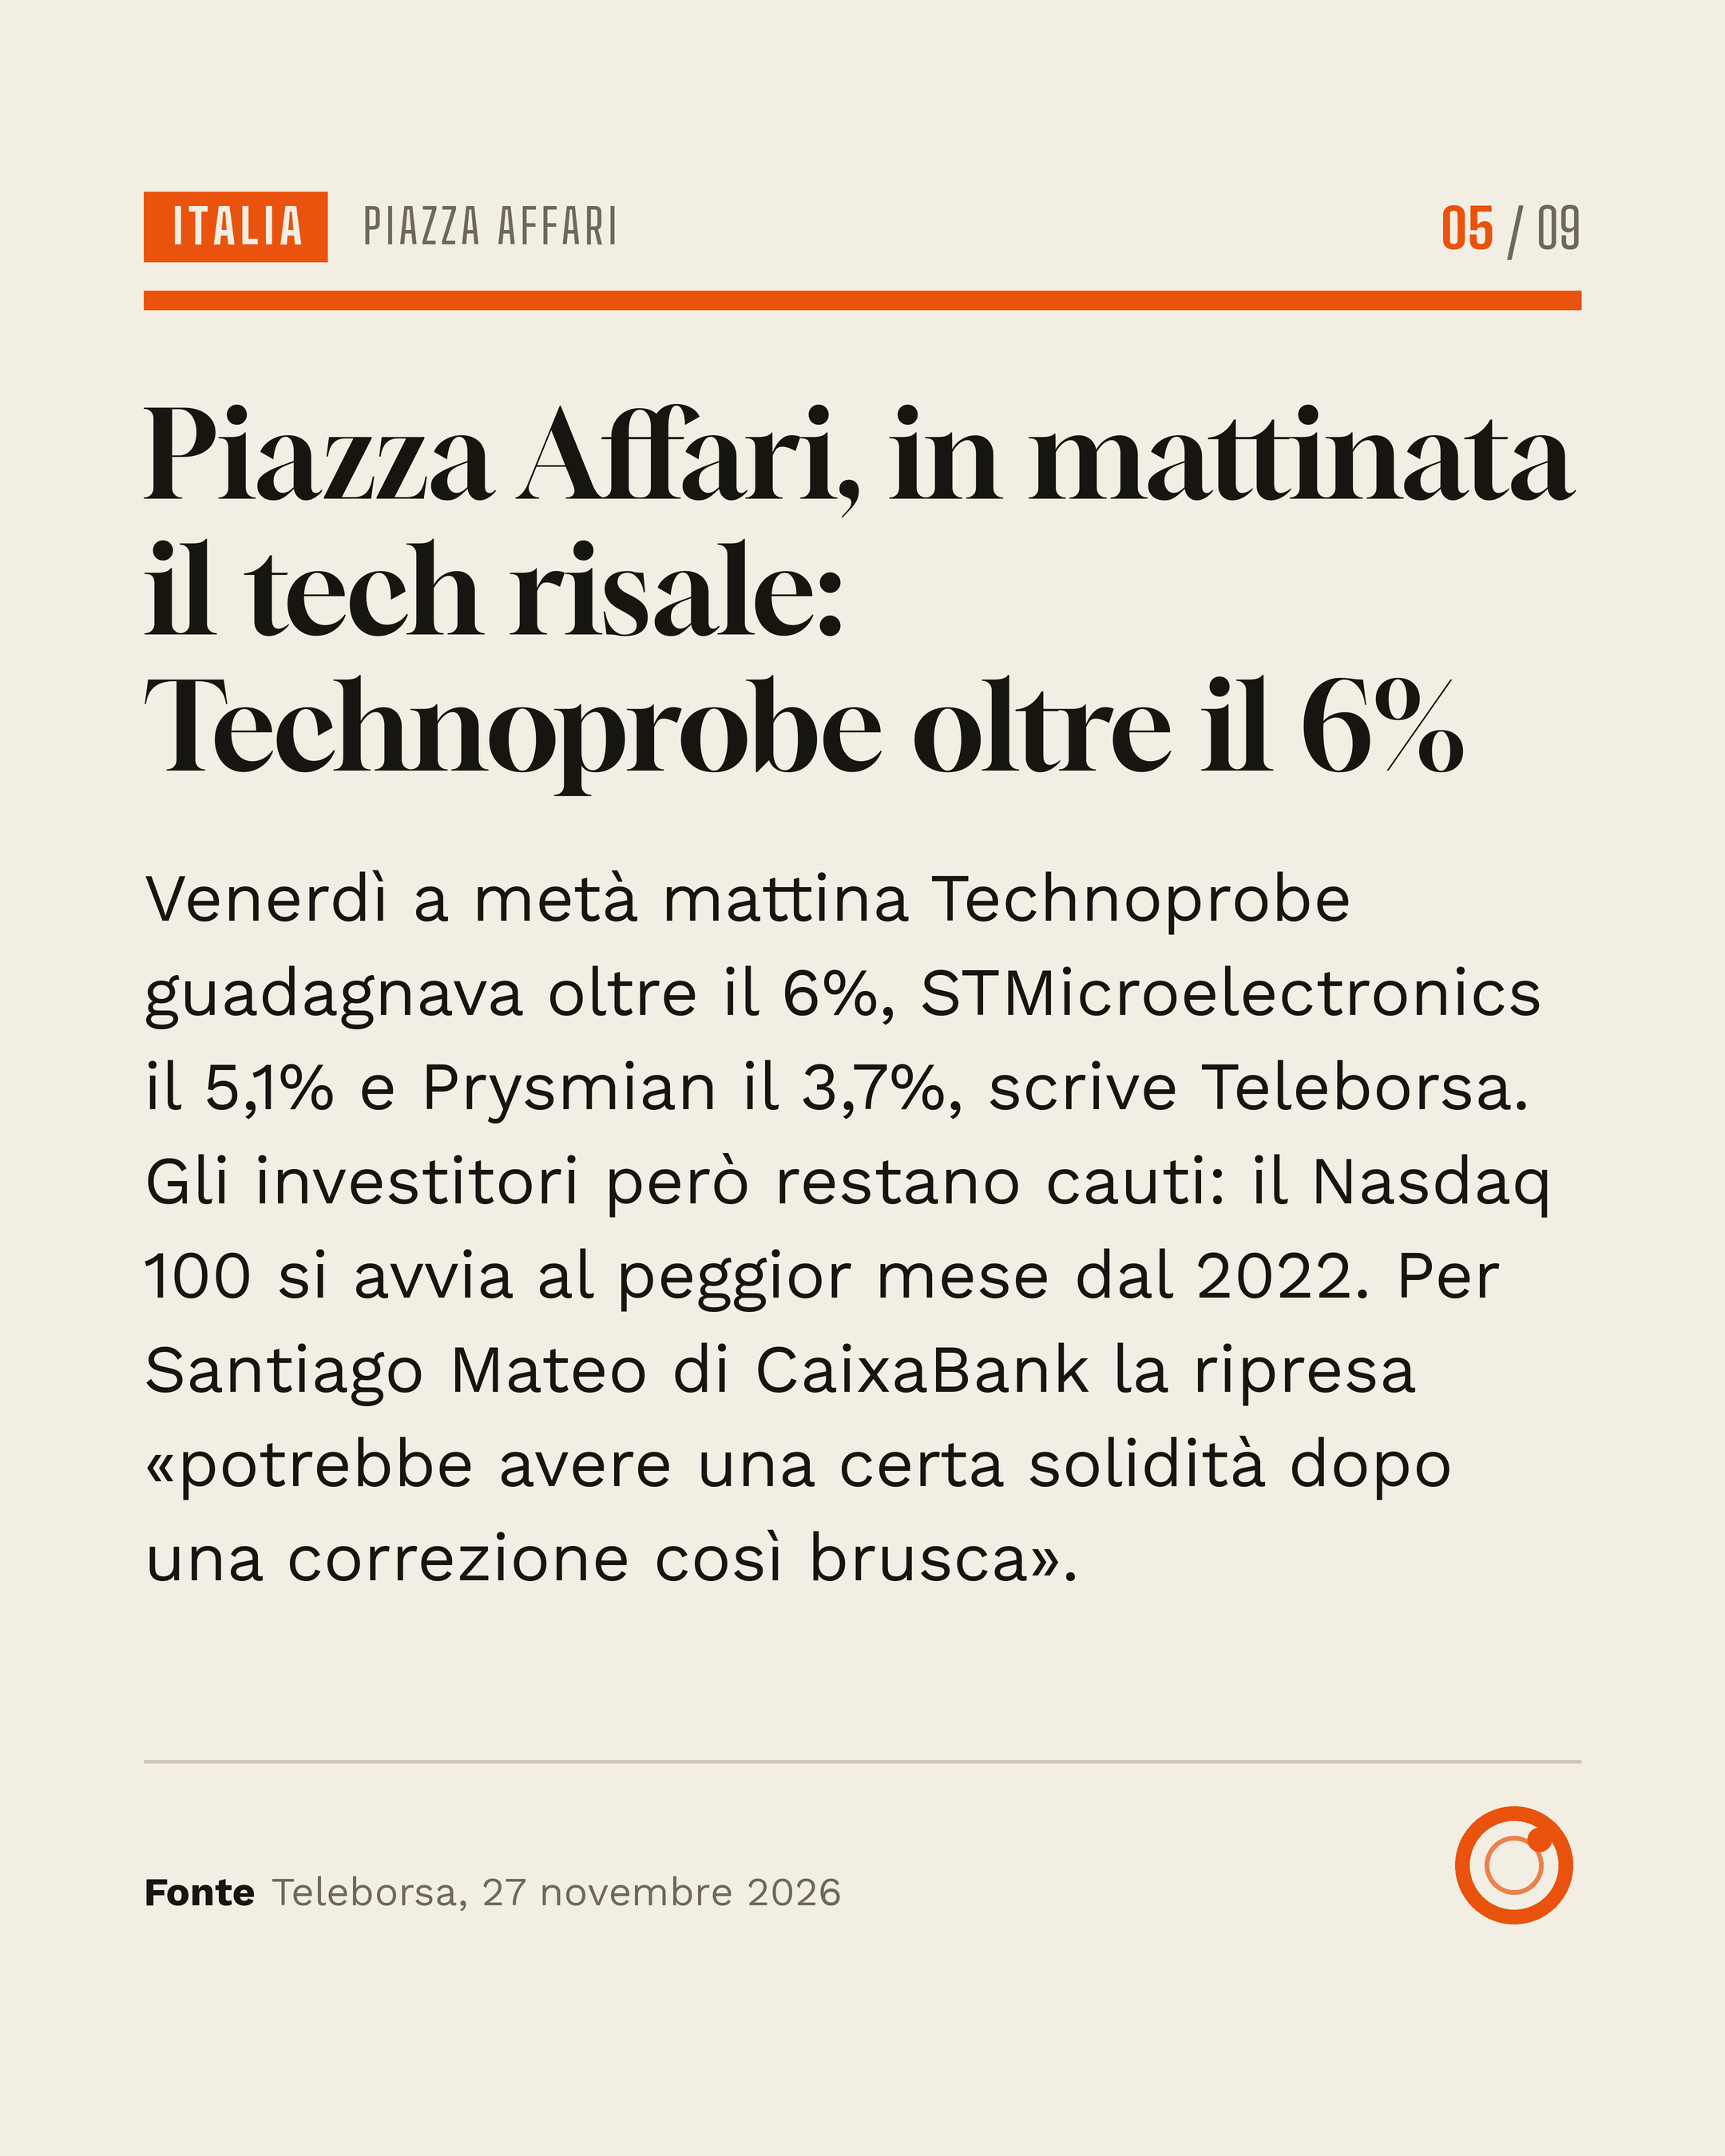 ITALIA PIAZZA AFFARI 05 / 09
Piazza Affari, in mattinata
il tech risale:
Technoprobe oltre il 6%
Venerdì a metà mattina Technoprobe
guadagnava oltre il 6%, STMicroelectronics
il 5,1% e Prysmian il 3,7%, scrive Teleborsa.
Gli investitori però restano cauti: il Nasdaq
100 si avvia al peggior mese dal 2022. Per
Santiago Mateo di CaixaBank la ripresa
«potrebbe avere una certa solidità dopo
una correzione così brusca».
Fonte Teleborsa, 27 novembre 2026